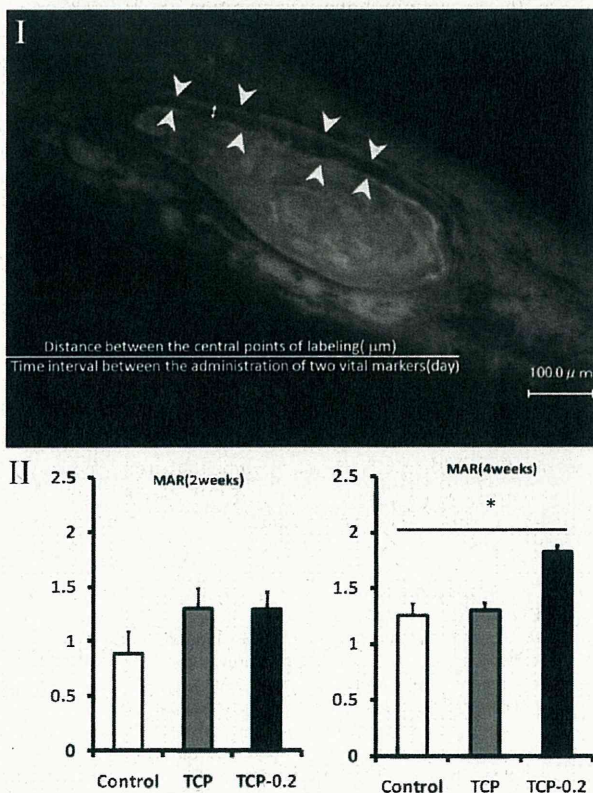 I
Distance between the central points of labeling( μm)
Time interval between the administration of two vital markers(day)
100.0 μm
II
MAR(2weeks)
2.5
2
1.5
1
0.5
0
Control TCP TCP-0.2
MAR(4weeks)
2.5
2
1.5
1
0.5
0
*
Control TCP TCP-0.2